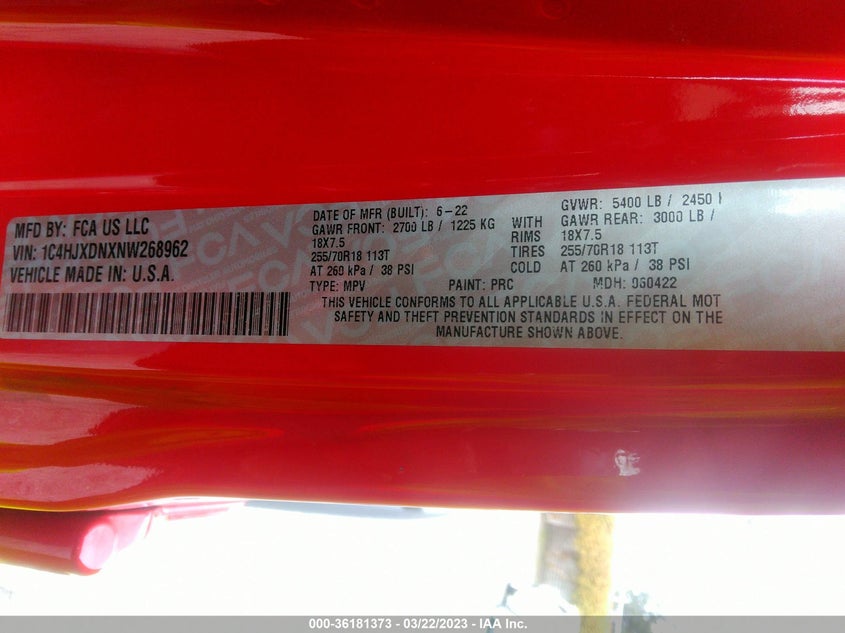 MFD BY: FCA US LLC
VIN: 1C4HJXDNXNW268962
VEHICLE MADE IN: U.S.A.
DATE OF MFR (BUILT): 6-22
GAWR FRONT: 2700 LB / 1225 KG
18X7.5
255/70R18 113T
AT 260 kPa / 38 PSI
TYPE: MPV
WITH
RIMS
TIRES
COLD
GVWR: 5400 LB / 2450
GAWR REAR: 3000 LB /
18X7.5
255/70R18 113T
AT 260 kPa / 38 PSI
PAINT: PRC
MDH: 060422
THIS VEHICLE CONFORMS TO ALL APPLICABLE U.S.A. FEDERAL MOT
SAFETY AND THEFT PREVENTION STANDARDS IN EFFECT ON THE
MANUFACTURE SHOWN ABOVE.
000-36181373 - 03/22/2023 - IAA Inc.